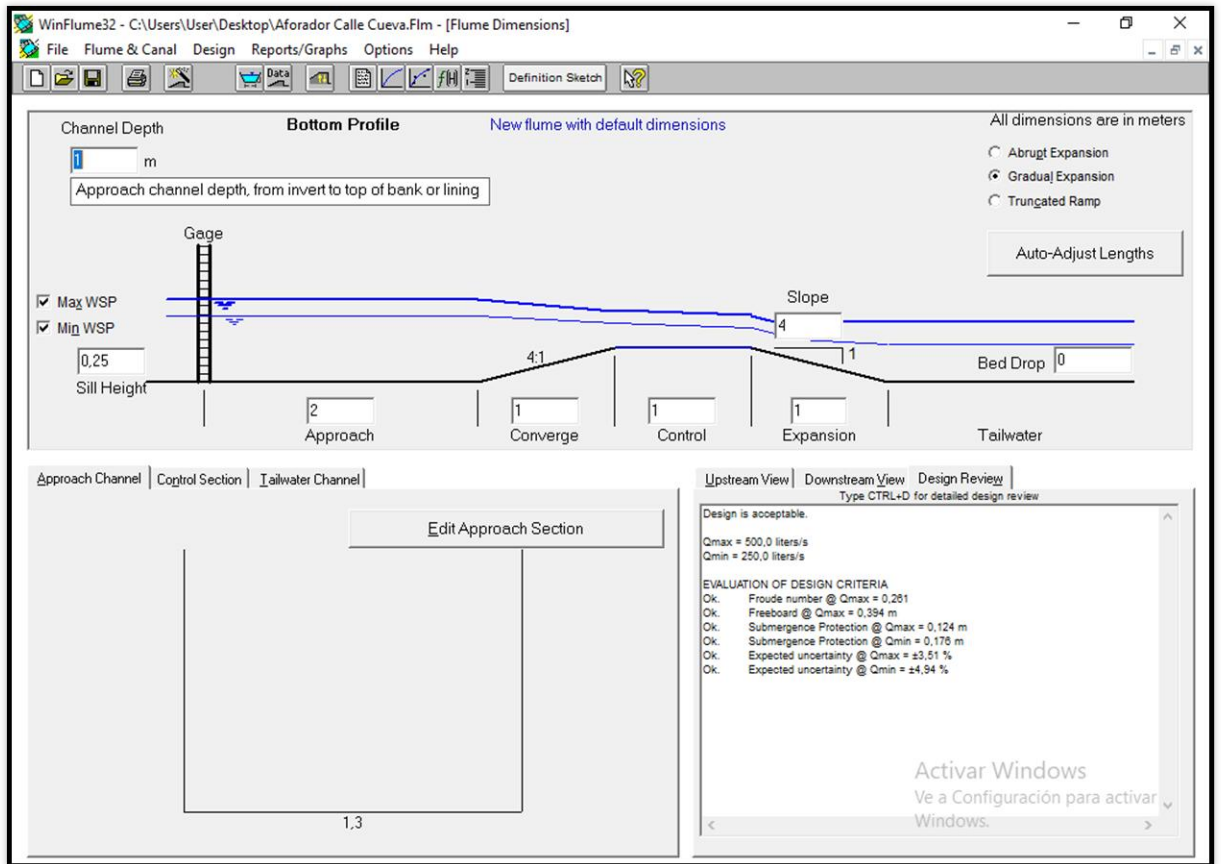 WinFlume32 - C:\Users\User\Desktop\Aforador Calle Cueva.Flm - [Flume Dimensions]
File Flume & Canal Design Reports/Graphs Options Help
Data
fH
Definition Sketch
Channel Depth
Bottom Profile
New flume with default dimensions
All dimensions are in meters
1 m
Approach channel depth, from invert to top of bank or lining
Abrupt Expansion
Gradual Expansion
Truncated Ramp
Auto-Adjust Lengths
Gage
Max WSP
Min WSP
0,25
Sill Height
4:1
Slope
4
1
Bed Drop 0
2
1
1
1
Approach
Converge
Control
Expansion
Tailwater
Approach Channel Control Section Tailwater Channel
Edit Approach Section
1,3
Upstream View Downstream View Design Review
Type CTRL+D for detailed design review
Design is acceptable.
Qmax = 500,0 liters/s
Qmin = 250,0 liters/s
EVALUATION OF DESIGN CRITERIA
Ok. Froude number @ Qmax = 0,261
Ok. Freeboard @ Qmax = 0,394 m
Ok. Submergence Protection @ Qmax = 0,124 m
Ok. Submergence Protection @ Qmin = 0,176 m
Ok. Expected uncertainty @ Qmax = ±3,51 %
Ok. Expected uncertainty @ Qmin = ±4,94 %
Activar Windows
Ve a Configuración para activar
Windows.